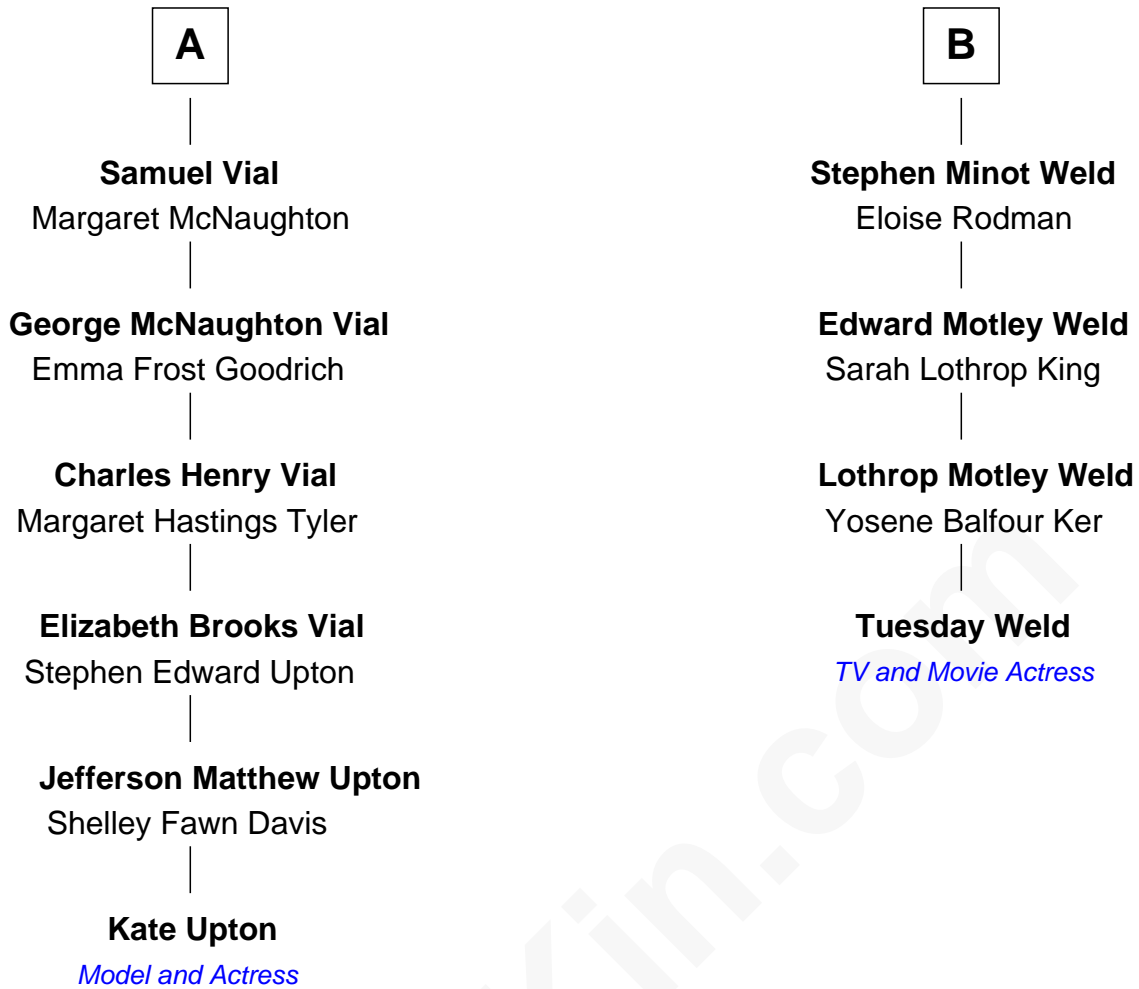 A
Samuel Vial
Margaret McNaughton
George McNaughton Vial
Emma Frost Goodrich
Charles Henry Vial
Margaret Hastings Tyler
Elizabeth Brooks Vial
Stephen Edward Upton
Jefferson Matthew Upton
Shelley Fawn Davis
Kate Upton
Model and Actress
B
Stephen Minot Weld
Eloise Rodman
Edward Motley Weld
Sarah Lothrop King
Lothrop Motley Weld
Yosene Balfour Ker
Tuesday Weld
TV and Movie Actress